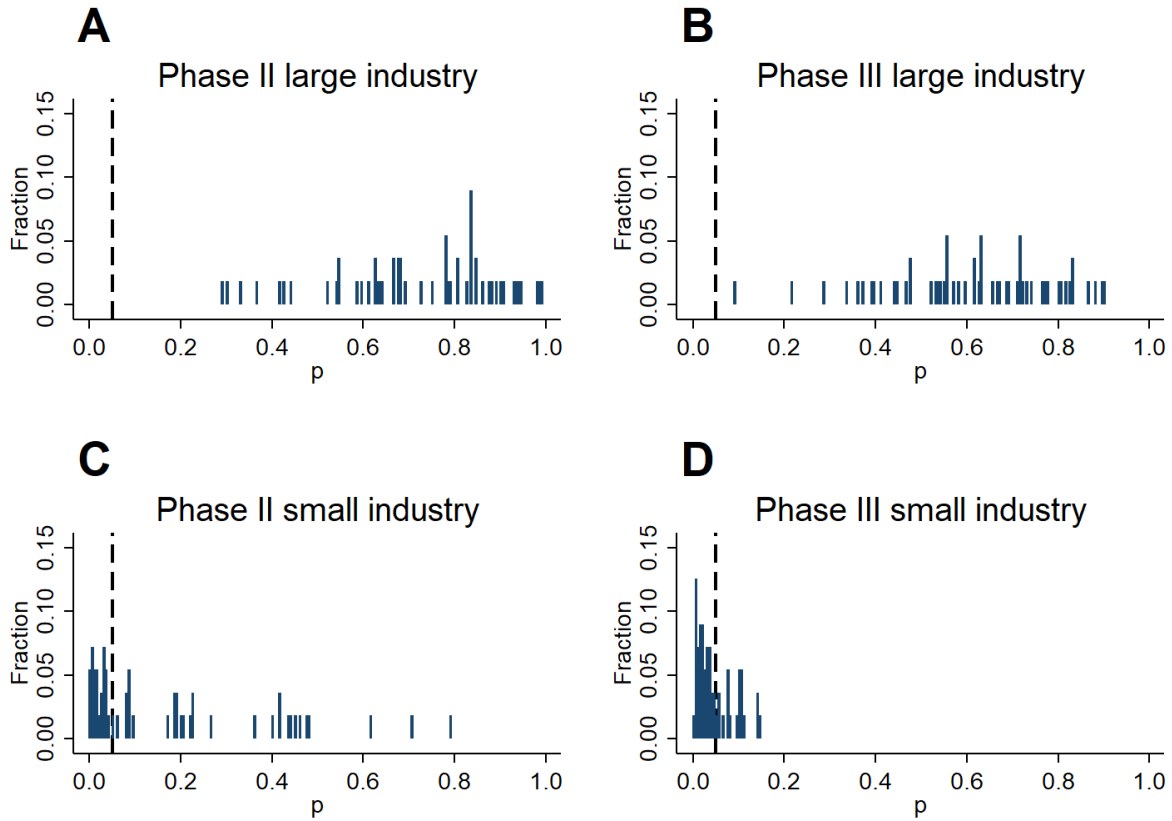 A
Phase II large industry
Fraction
0.15
0.10
0.05
0.00
0.0 0.2 0.4 0.6 0.8 1.0
p
B
Phase III large industry
Fraction
0.15
0.10
0.05
0.00
0.0 0.2 0.4 0.6 0.8 1.0
p
C
Phase II small industry
Fraction
0.15
0.10
0.05
0.00
0.0 0.2 0.4 0.6 0.8 1.0
p
D
Phase III small industry
Fraction
0.15
0.10
0.05
0.00
0.0 0.2 0.4 0.6 0.8 1.0
p